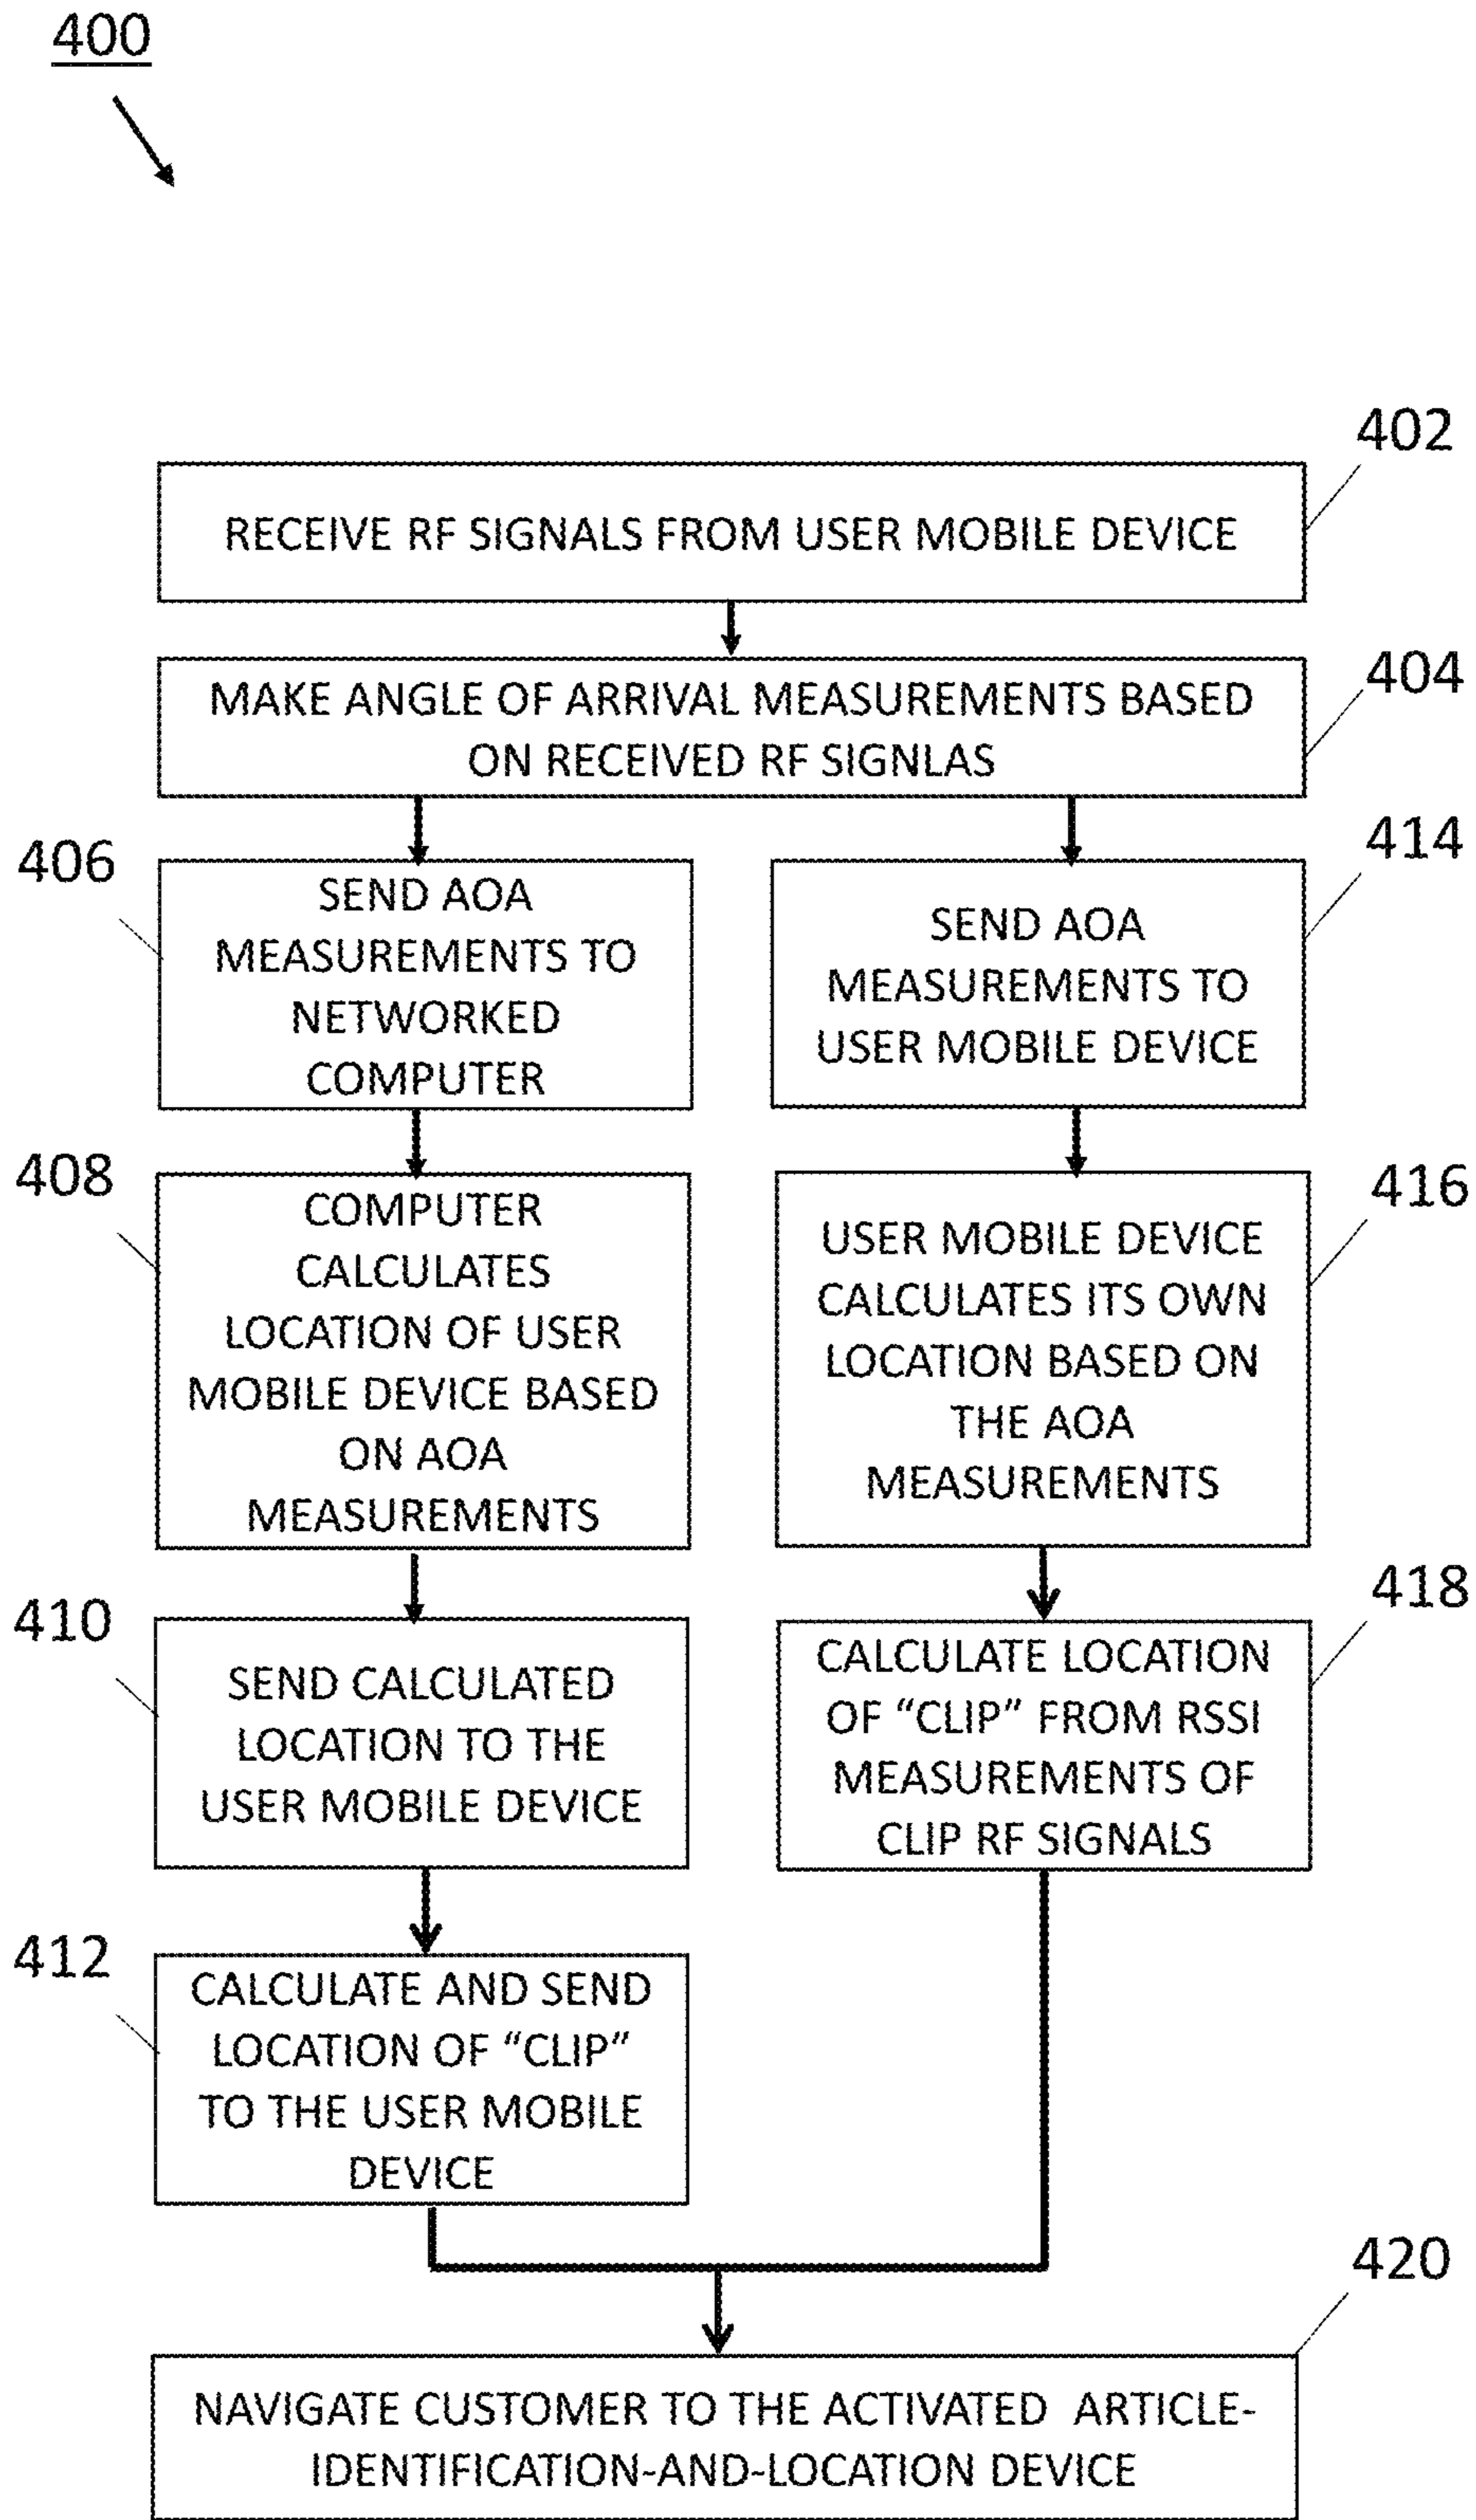 400
402
RECEIVE RF SIGNALS FROM USER MOBILE DEVICE
404
MAKE ANGLE OF ARRIVAL MEASUREMENTS BASED
ON RECEIVED RF SIGNLAS
406
SEND AOA
MEASUREMENTS TO
NETWORKED
COMPUTER
408
COMPUTER
CALCULATES
LOCATION OF USER
MOBILE DEVICE BASED
ON AOA
MEASUREMENTS
410
SEND CALCULATED
LOCATION TO THE
USER MOBILE DEVICE
412
CALCULATE AND SEND
LOCATION OF “CLIP”
TO THE USER MOBILE
DEVICE
414
SEND AOA
MEASUREMENTS TO
USER MOBILE DEVICE
416
USER MOBILE DEVICE
CALCULATES ITS OWN
LOCATION BASED ON
THE AOA
MEASUREMENTS
418
CALCULATE LOCATION
OF “CLIP” FROM RSSI
MEASUREMENTS OF
CLIP RF SIGNALS
420
NAVIGATE CUSTOMER TO THE ACTIVATED ARTICLE-
IDENTIFICATION-AND-LOCATION DEVICE